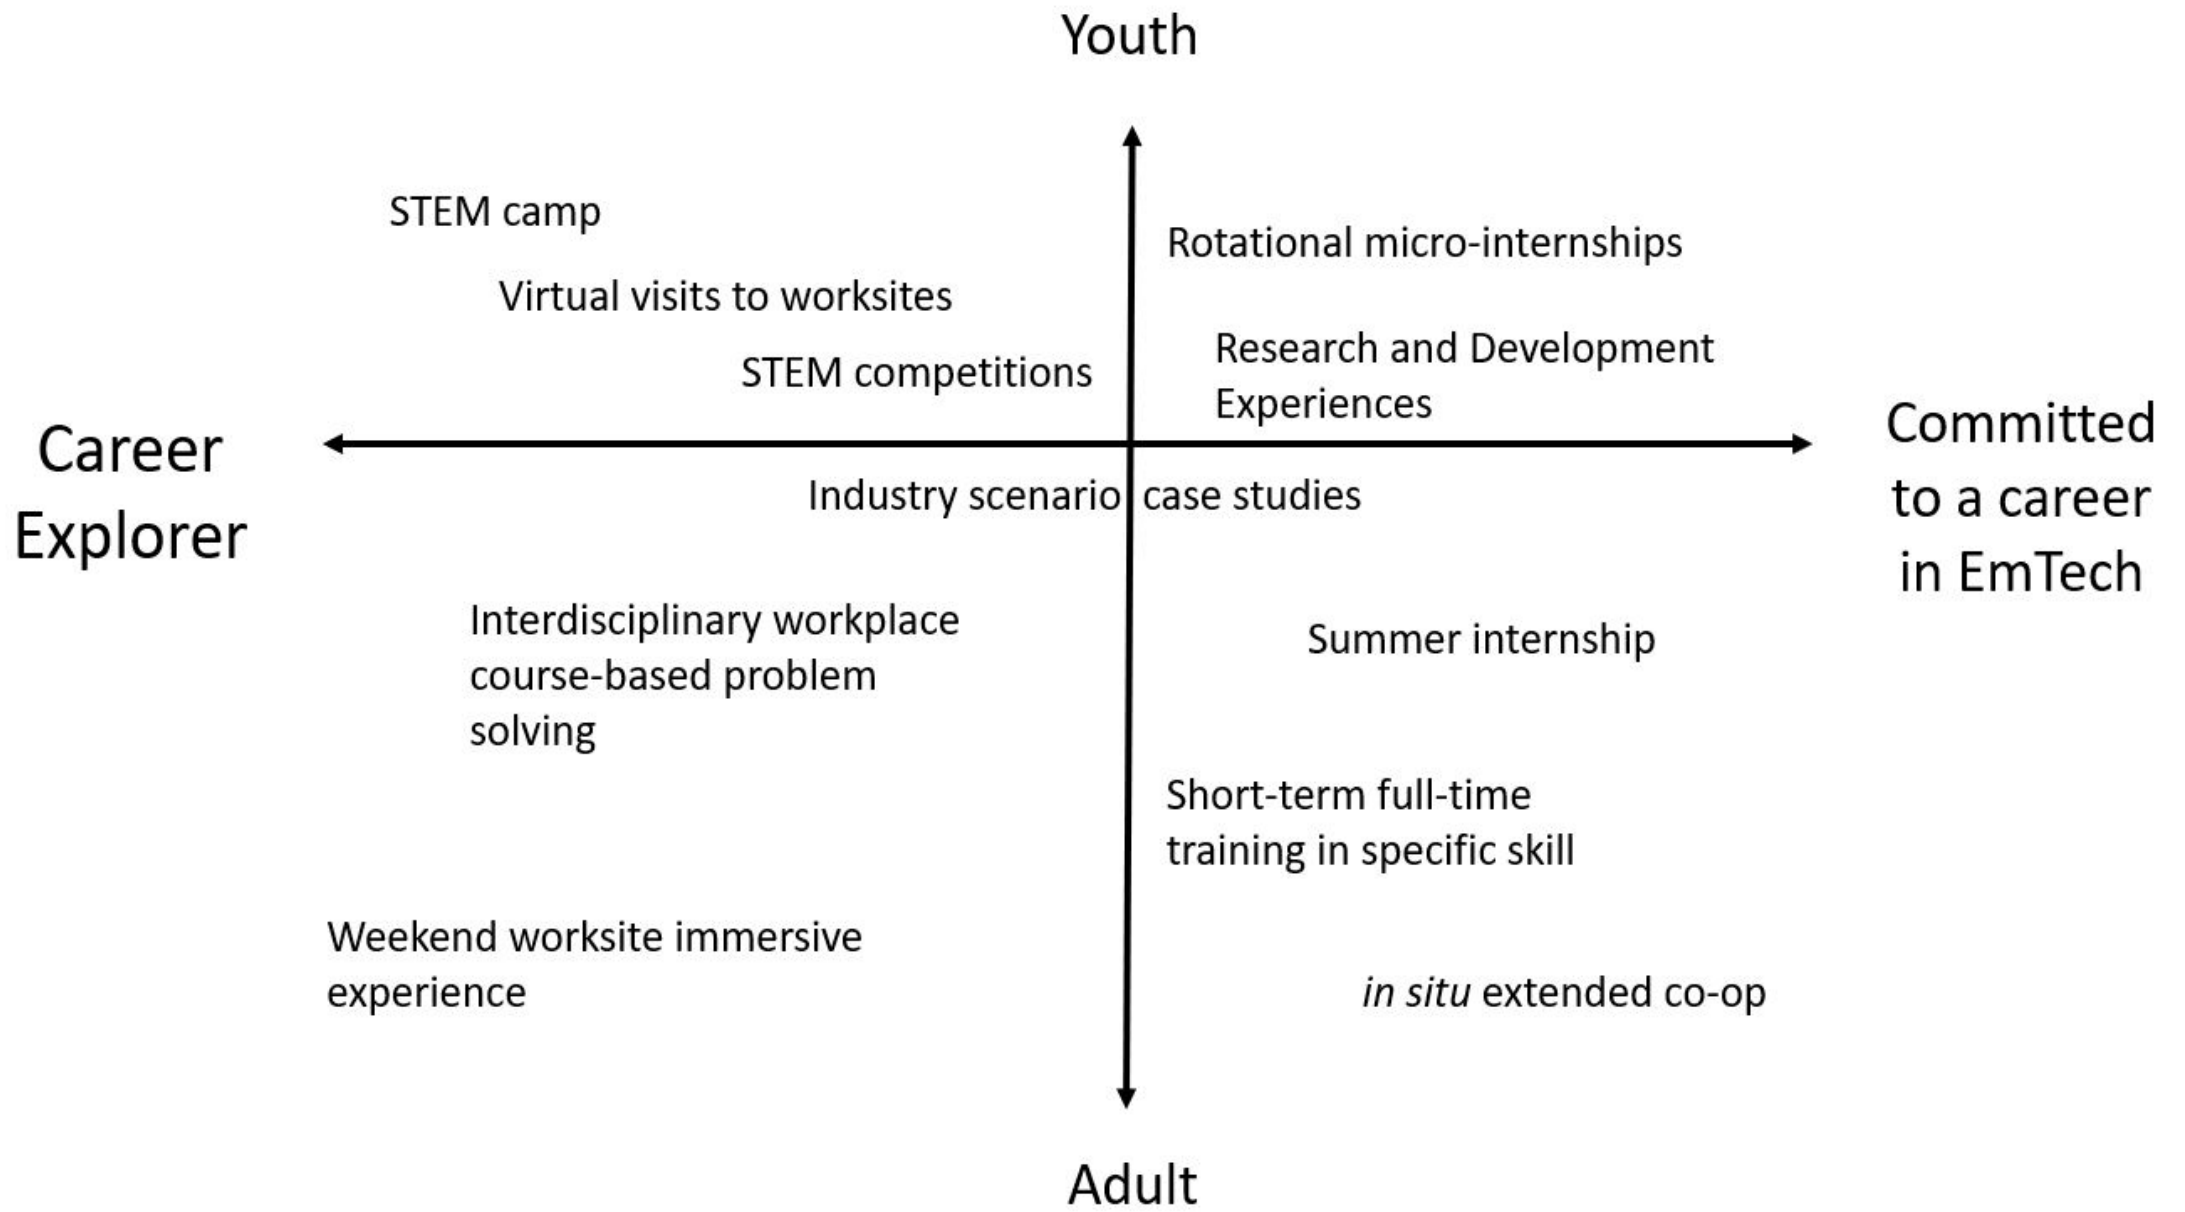 Youth
STEM camp
Rotational micro-internships
Virtual visits to worksites
Research and Development
Experiences
STEM competitions
Career
Explorer
Committed
to a career
in EmTech
Industry scenario case studies
Interdisciplinary workplace
course-based problem
solving
Summer internship
Short-term full-time
training in specific skill
Weekend worksite immersive
experience
in situ extended co-op
Adult